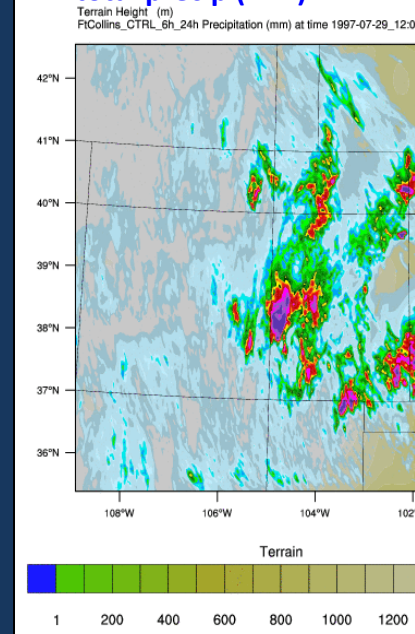 Terrain Height (m)
FtCollins_CTRL_6h_24h Precipitation (mm) at time 1997-07-29_12:0
42°N
41°N
40°N
39°N
38°N
37°N
36°N
108°W 106°W 104°W 102°
Terrain
1 200 400 600 800 1000 1200